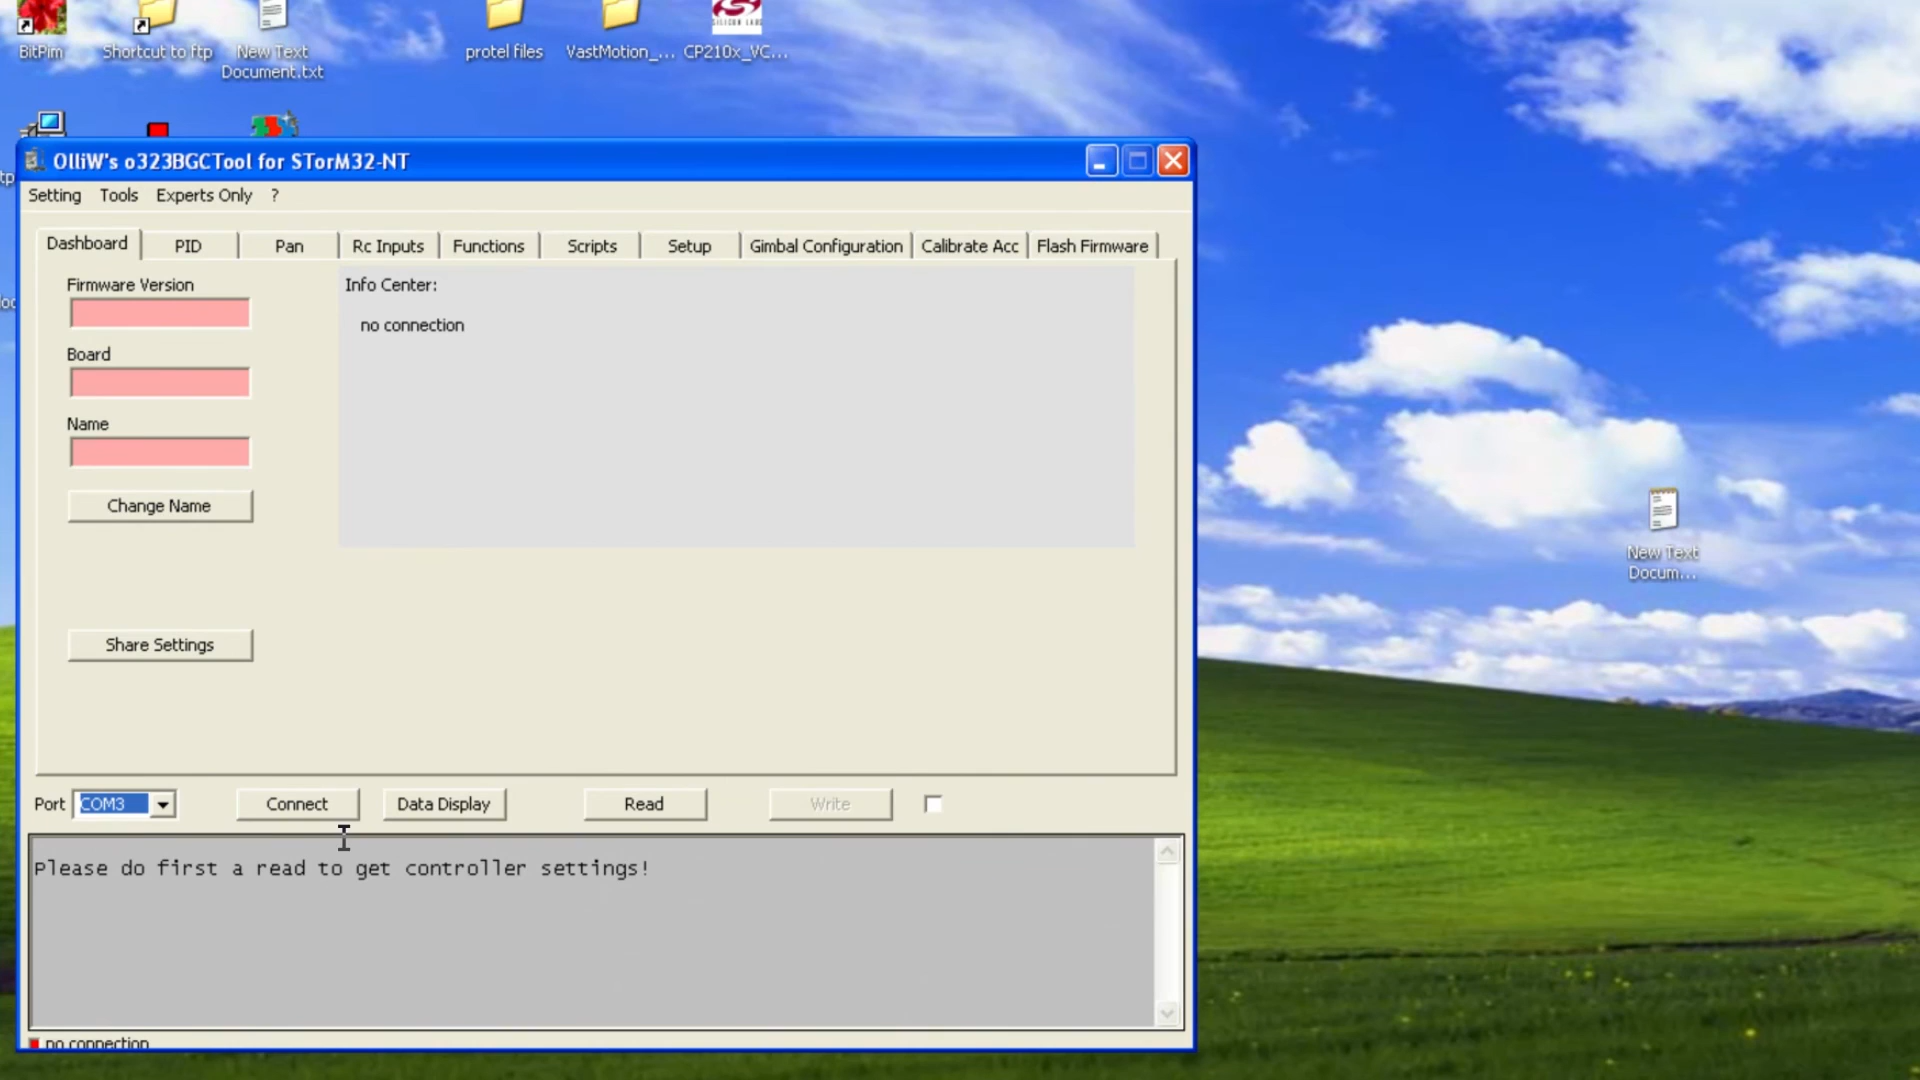 BitPim
Shortcut to ftp
New Text
Document.txt
protel files
VastMotion_...
SILICON LABS
CP210x_VC...
OlliW's o323BGCTool for STorM32-NT
Setting Tools Experts Only ?
Dashboard PID Pan Rc Inputs Functions Scripts Setup Gimbal Configuration Calibrate Acc Flash Firmware
Firmware Version
Board
Name
Change Name
Share Settings
Info Center:
no connection
Port COM3 Connect Data Display Read Write
Please do first a read to get controller settings!
no connection
New Text
Docum...